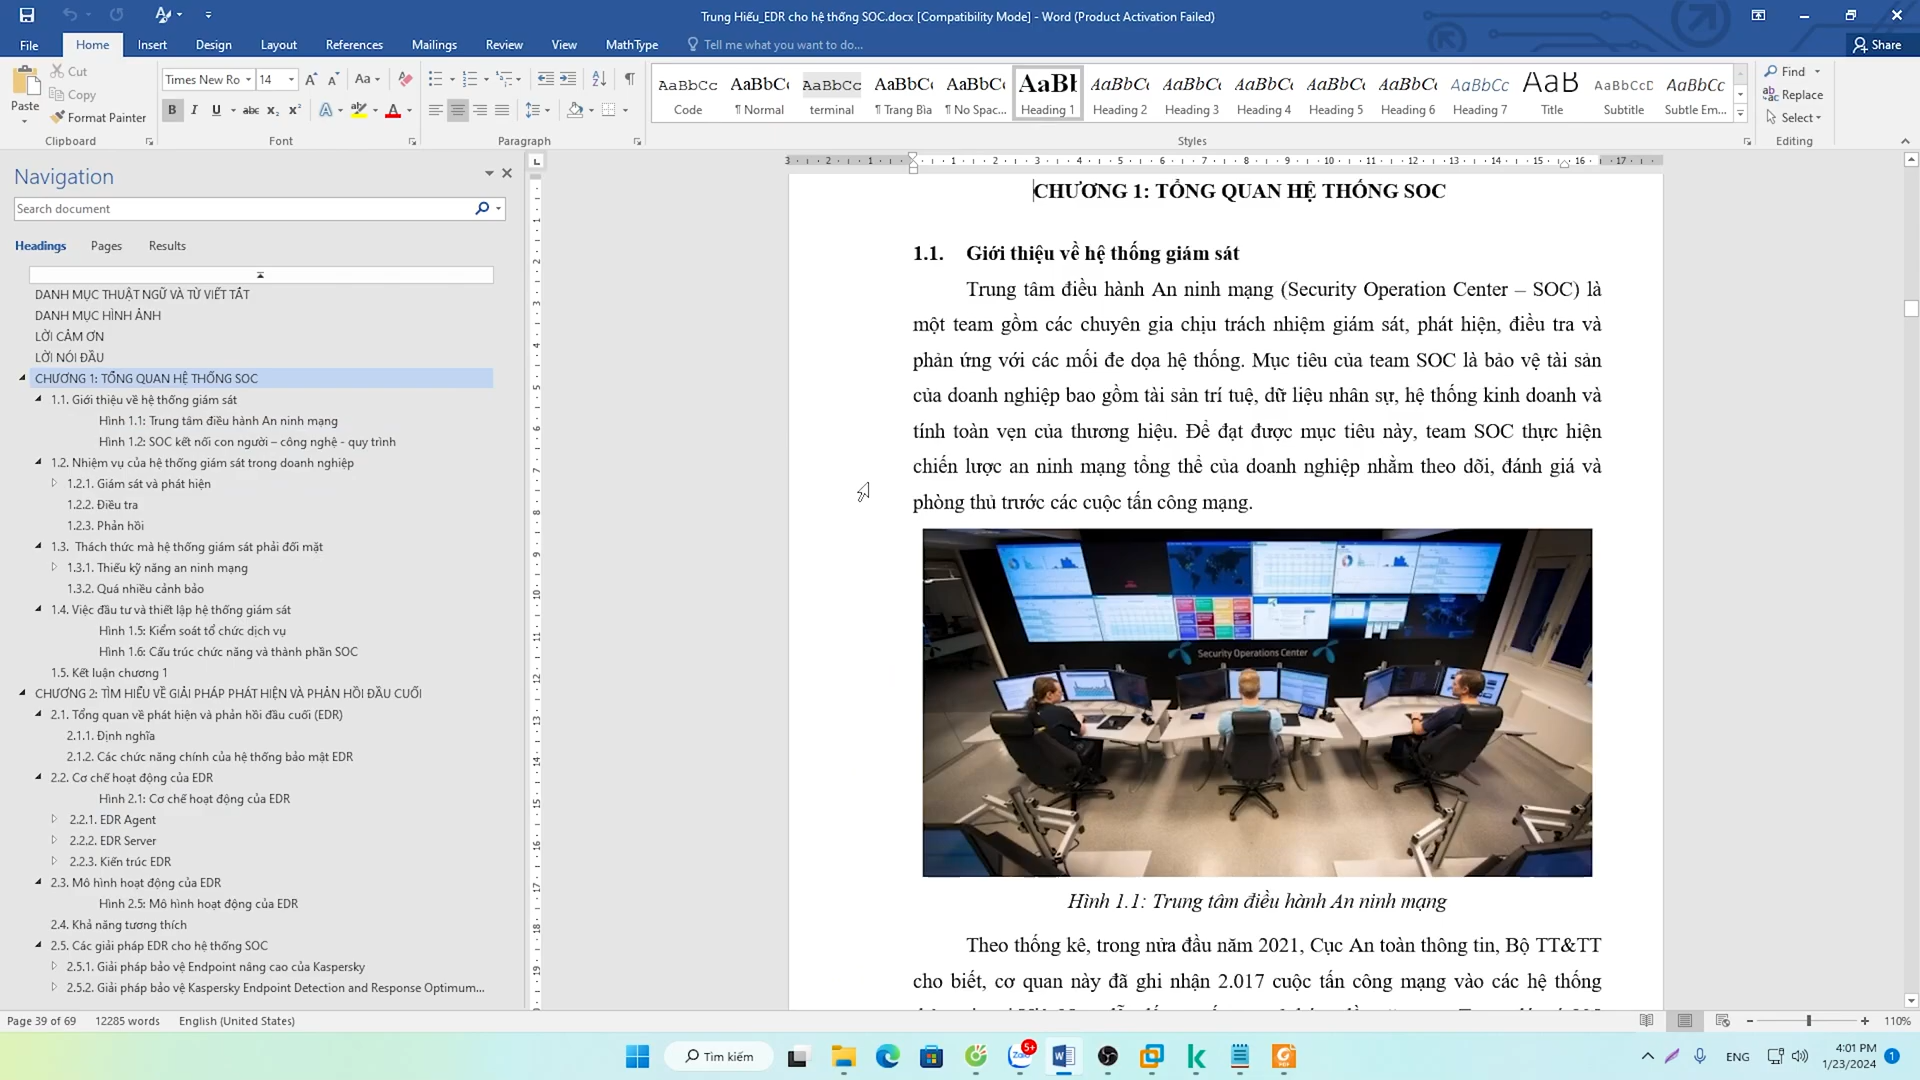 Trung Hiếu_EDR cho hệ thống SOC.docx [Compatibility Mode] - Word (Product Activation Failed)
File Home Insert Design Layout References Mailings Review View MathType Tell me what you want to do... Share
Cut
Copy
Format Painter
Paste
Clipboard
Times New Ro 14
Font
Paragraph
AaBbCc AaBbCc AaBbCc AaBbCc AaBbCc AaBb AaBbCc AaBbCc AaBbCc AaBbCc AaBbCc AaBbCc AaB AaBbCcD AaBbCc
Code ¶ Normal terminal ¶ Trang Bìa ¶ No Spac... Heading 1 Heading 2 Heading 3 Heading 4 Heading 5 Heading 6 Heading 7 Title Subtitle Subtle Em...
Styles
Find
Replace
Select
Editing
Navigation
Search document
Headings Pages Results
DANH MỤC THUẬT NGỮ VÀ TỪ VIẾT TẮT
DANH MỤC HÌNH ẢNH
LỜI CẢM ƠN
LỜI NÓI ĐẦU
CHƯƠNG 1: TỔNG QUAN HỆ THỐNG SOC
1.1. Giới thiệu về hệ thống giám sát
Hình 1.1: Trung tâm điều hành An ninh mạng
Hình 1.2: SOC kết nối con người – công nghệ - quy trình
1.2. Nhiệm vụ của hệ thống giám sát trong doanh nghiệp
1.2.1. Giám sát và phát hiện
1.2.2. Điều tra
1.2.3. Phản hồi
1.3. Thách thức mà hệ thống giám sát phải đối mặt
1.3.1. Thiếu kỹ năng an ninh mạng
1.3.2. Quá nhiều cảnh báo
1.4. Việc đầu tư và thiết lập hệ thống giám sát
Hình 1.5: Kiểm soát tổ chức dịch vụ
Hình 1.6: Cấu trúc chức năng và thành phần SOC
1.5. Kết luận chương 1
CHƯƠNG 2: TÌM HIỂU VỀ GIẢI PHÁP PHÁT HIỆN VÀ PHẢN HỒI ĐẦU CUỐI
2.1. Tổng quan về phát hiện và phản hồi đầu cuối (EDR)
2.1.1. Định nghĩa
2.1.2. Các chức năng chính của hệ thống bảo mật EDR
2.2. Cơ chế hoạt động của EDR
Hình 2.1: Cơ chế hoạt động của EDR
2.2.1. EDR Agent
2.2.2. EDR Server
2.2.3. Kiến trúc EDR
2.3. Mô hình hoạt động của EDR
Hình 2.5: Mô hình hoạt động của EDR
2.4. Khả năng tương thích
2.5. Các giải pháp EDR cho hệ thống SOC
2.5.1. Giải pháp bảo vệ Endpoint nâng cao của Kaspersky
2.5.2. Giải pháp bảo vệ Kaspersky Endpoint Detection and Response Optimum...
CHƯƠNG 1: TỔNG QUAN HỆ THỐNG SOC
1.1. Giới thiệu về hệ thống giám sát
Trung tâm điều hành An ninh mạng (Security Operation Center – SOC) là
một team gồm các chuyên gia chịu trách nhiệm giám sát, phát hiện, điều tra và
phản ứng với các mối đe dọa hệ thống. Mục tiêu của team SOC là bảo vệ tài sản
của doanh nghiệp bao gồm tài sản trí tuệ, dữ liệu nhân sự, hệ thống kinh doanh và
tính toàn vẹn của thương hiệu. Để đạt được mục tiêu này, team SOC thực hiện
chiến lược an ninh mạng tổng thể của doanh nghiệp nhằm theo dõi, đánh giá và
phòng thủ trước các cuộc tấn công mạng.
Security Operations Center
Hình 1.1: Trung tâm điều hành An ninh mạng
Theo thống kê, trong nửa đầu năm 2021, Cục An toàn thông tin, Bộ TT&TT
cho biết, cơ quan này đã ghi nhận 2.017 cuộc tấn công mạng vào các hệ thống
Page 39 of 69 12285 words English (United States) 110%
Tìm kiếm
Zalo 5+
ENG
4:01 PM
1/23/2024
1